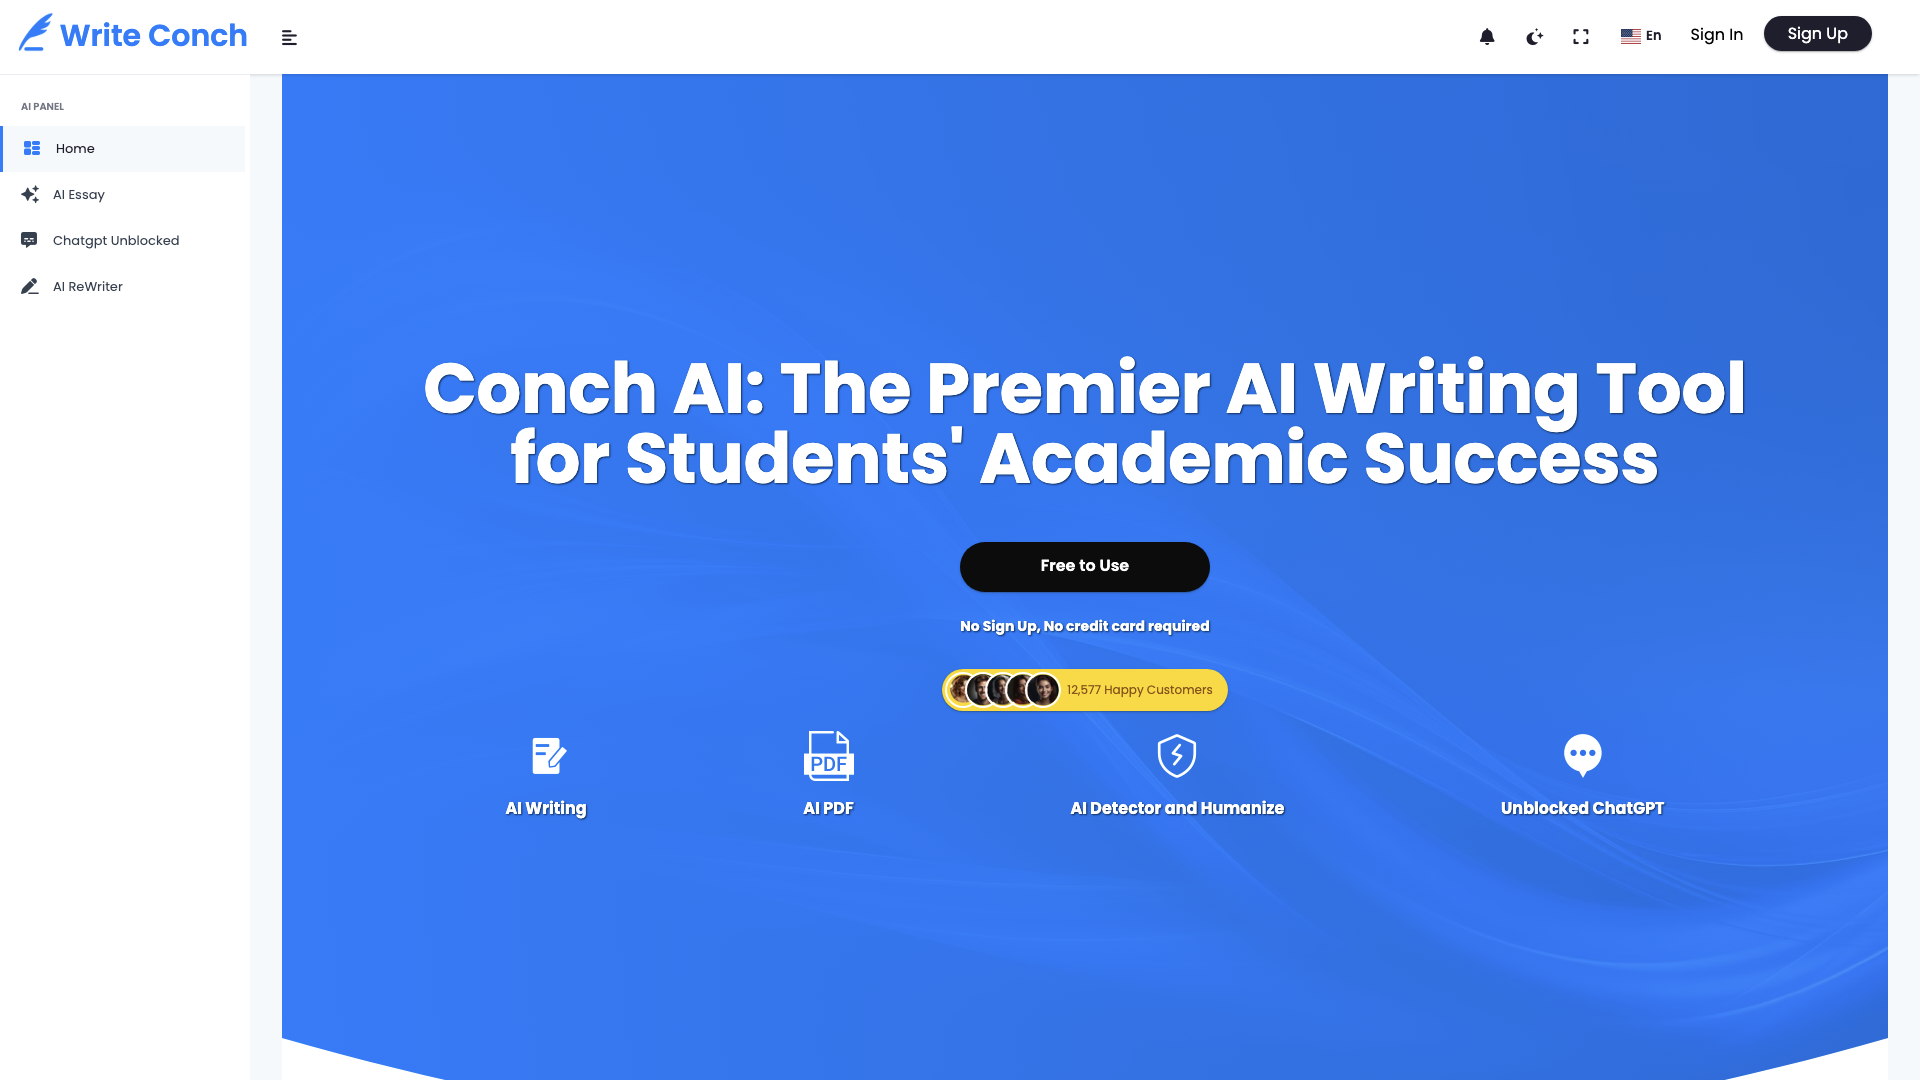 Write Conch
En
Sign In
Sign Up
AI PANEL
Home
AI Essay
Chatgpt Unblocked
AI ReWriter
Conch AI: The Premier AI Writing Tool
for Students' Academic Success
Free to Use
No Sign Up, No credit card required
12,577 Happy Customers
PDF
AI Writing
AI PDF
AI Detector and Humanize
Unblocked ChatGPT